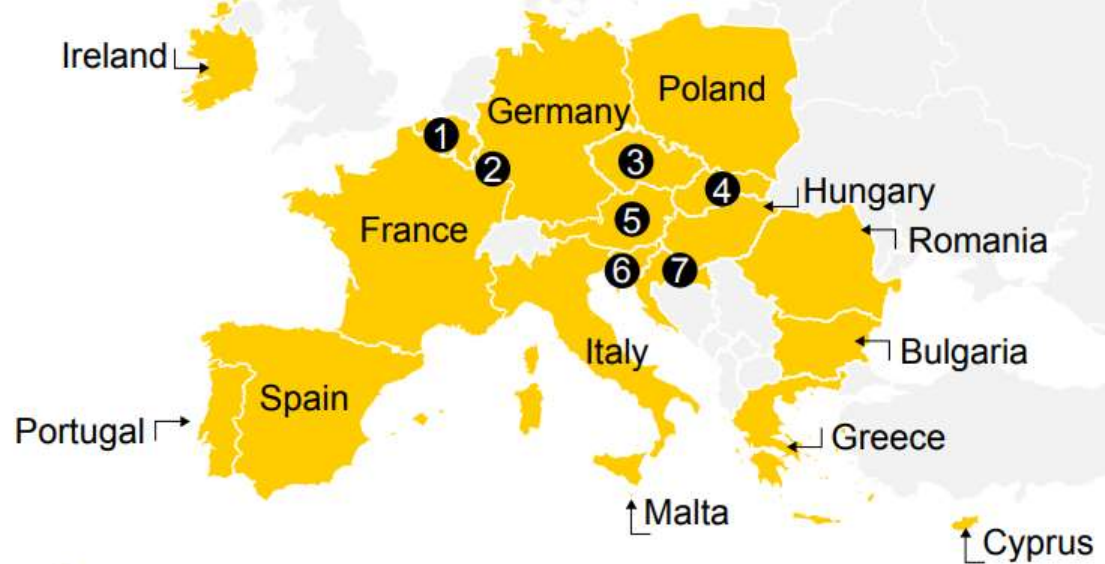 Ireland
Poland
Germany
1
3
2
4
Hungary
5
France
Romania
6
7
Italy
Bulgaria
Spain
Portugal
Greece
Malta
Cyprus